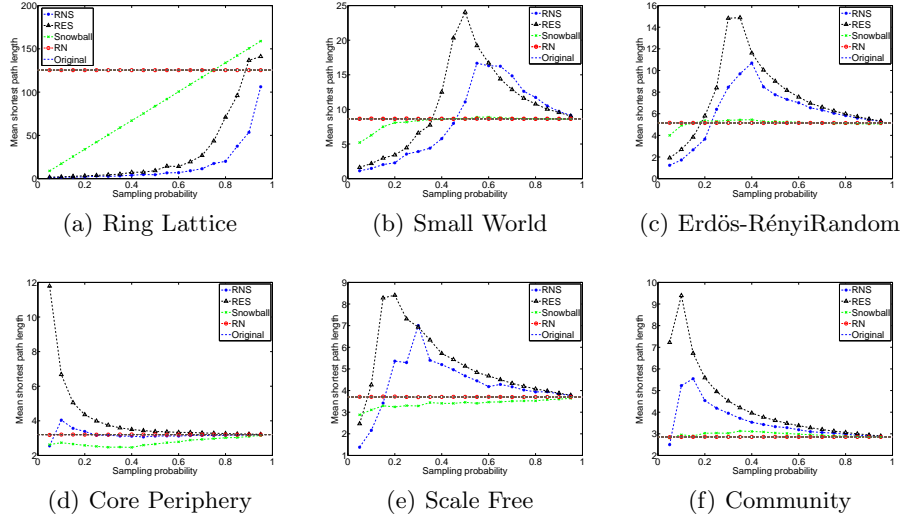 Mean shortest path length
200
150
100
50
0
0
0.2
0.4
0.6
0.8
1
Sampling probability
RNS
RES
Snowball
RN
Original
(a) Ring Lattice
Mean shortest path length
25
20
15
10
5
0
0
0.2
0.4
0.6
0.8
1
Sampling probability
RNS
RES
Snowball
RN
Original
(b) Small World
Mean shortest path length
16
14
12
10
8
6
4
2
0
0
0.2
0.4
0.6
0.8
1
Sampling probability
RNS
RES
Snowball
RN
Original
(c) Erdös-RényiRandom
Mean shortest path length
12
10
8
6
4
2
0
0.2
0.4
0.6
0.8
1
Sampling probability
RNS
RES
Snowball
RN
Original
(d) Core Periphery
Mean shortest path length
9
8
7
6
5
4
3
2
1
0
0.2
0.4
0.6
0.8
1
Sampling probability
RNS
RES
Snowball
RN
Original
(e) Scale Free
Mean shortest path length
10
9
8
7
6
5
4
3
2
0
0.2
0.4
0.6
0.8
1
Sampling probability
RNS
RES
Snowball
RN
Original
(f) Community